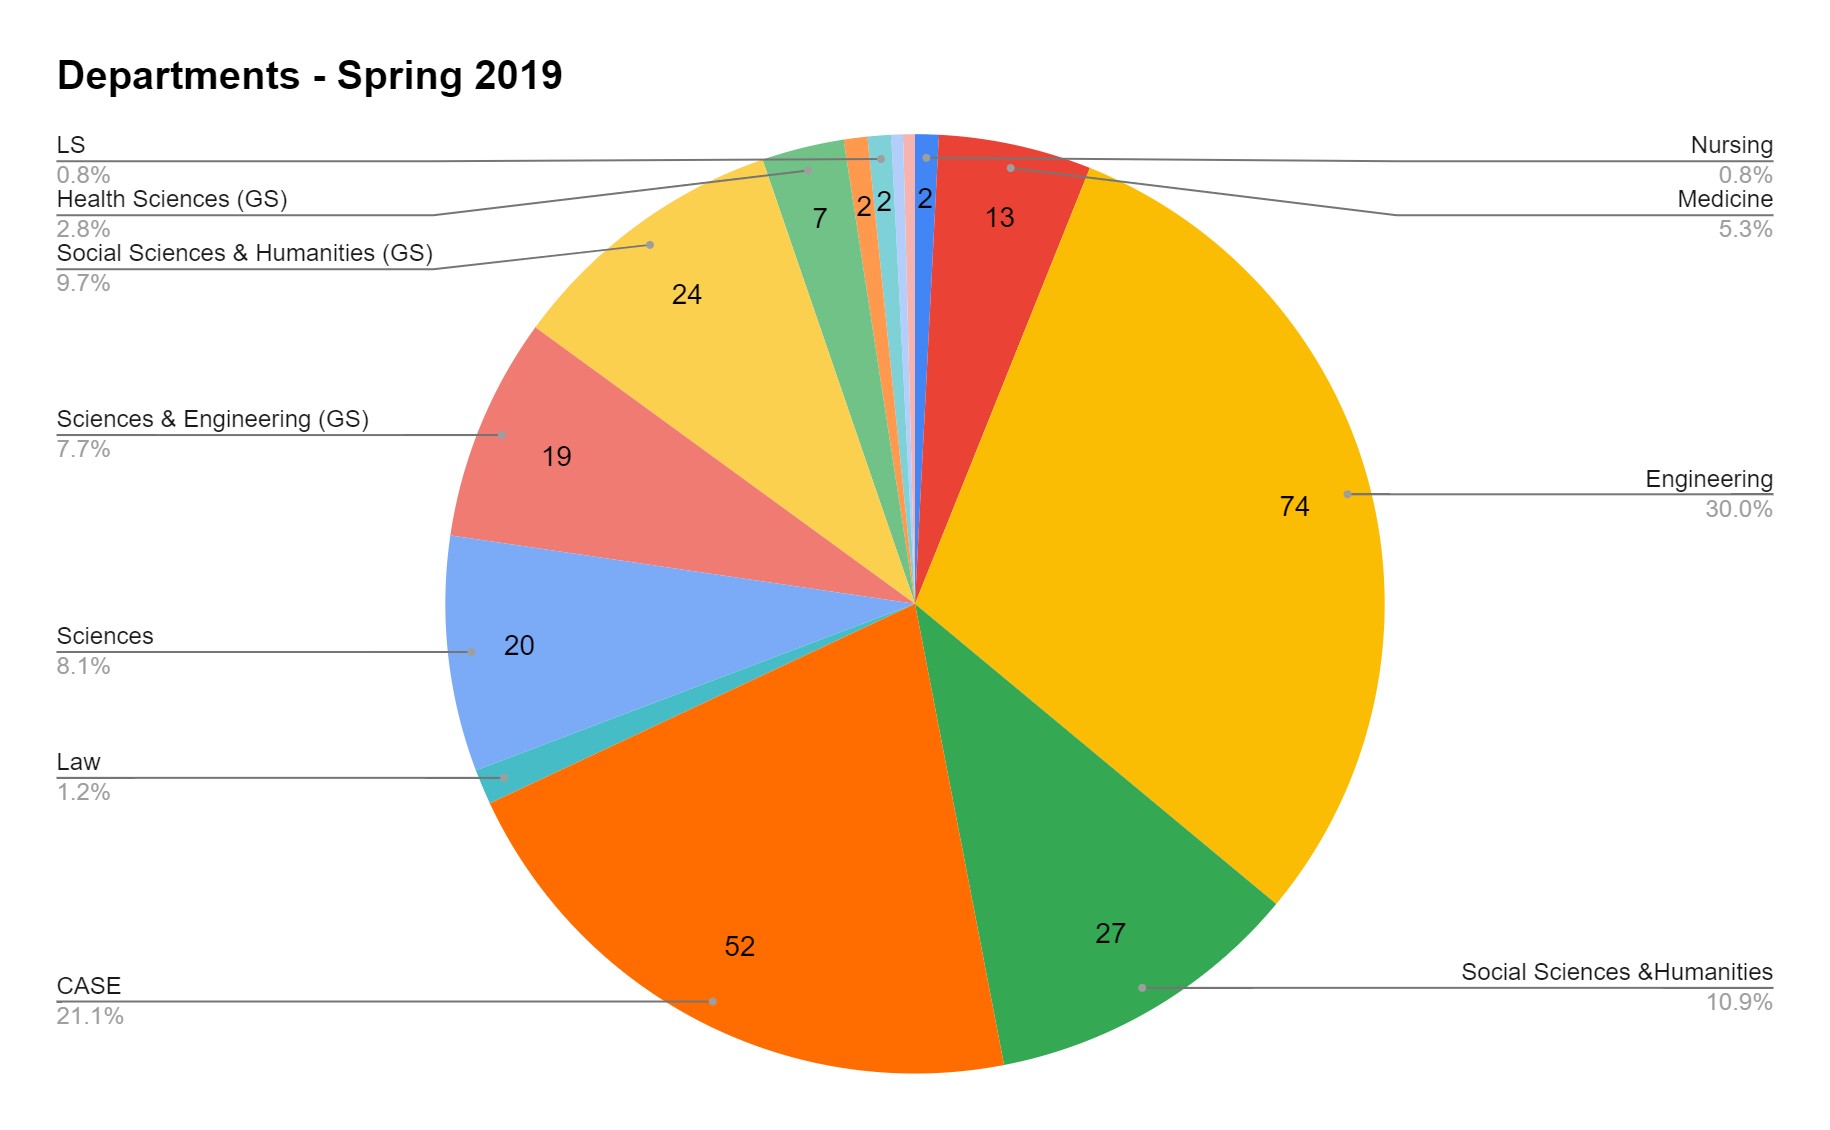 Departments - Spring 2019
LS
0.8%
Health Sciences (GS)
2.8%
Social Sciences & Humanities (GS)
9.7%
Sciences & Engineering (GS)
7.7%
Sciences
8.1%
Law
1.2%
CASE
21.1%
Nursing
0.8%
Medicine
5.3%
Engineering
30.0%
Social Sciences &Humanities
10.9%
7
2
2
2
13
24
19
20
52
74
27